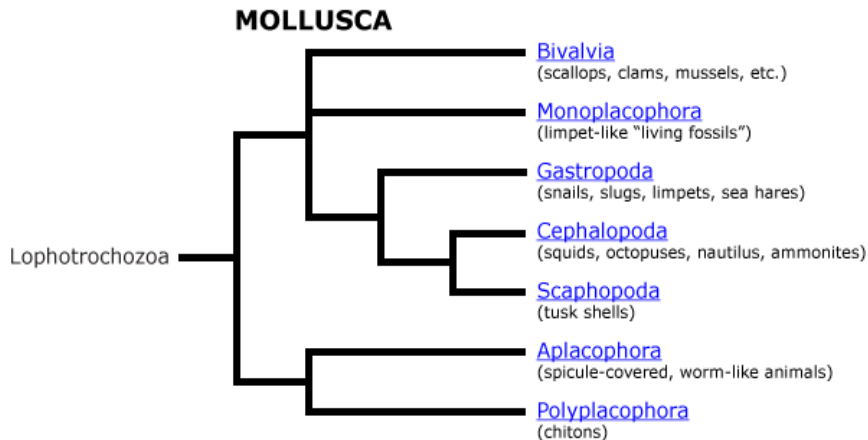 MOLLUSCA
Bivalvia
(scallops, clams, mussels, etc.)
Monoplacophora
(limpet-like “living fossils”)
Gastropoda
(snails, slugs, limpets, sea hares)
Lophotrochozoa
Cephalopoda
(squids, octopuses, nautilus, ammonites)
Scaphopoda
(tusk shells)
Aplacophora
(spicule-covered, worm-like animals)
Polyplacophora
(chitons)